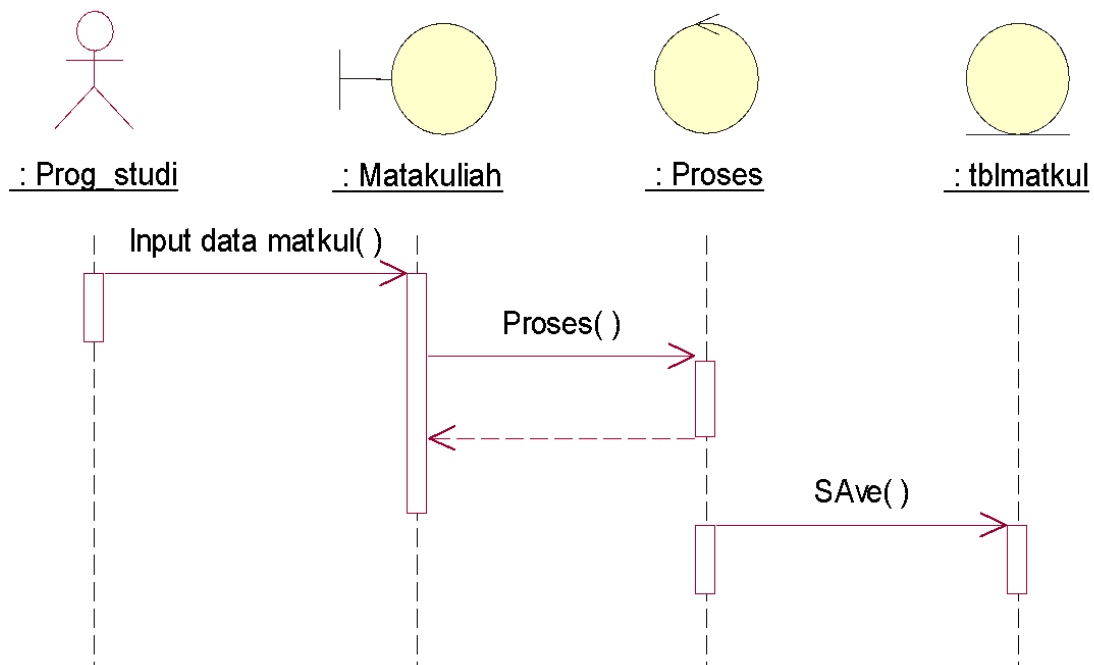 : Prog_studi
: Matakuliah
: Proses
: tblmatkul
Input data matkul( )
Proses( )
SAve( )